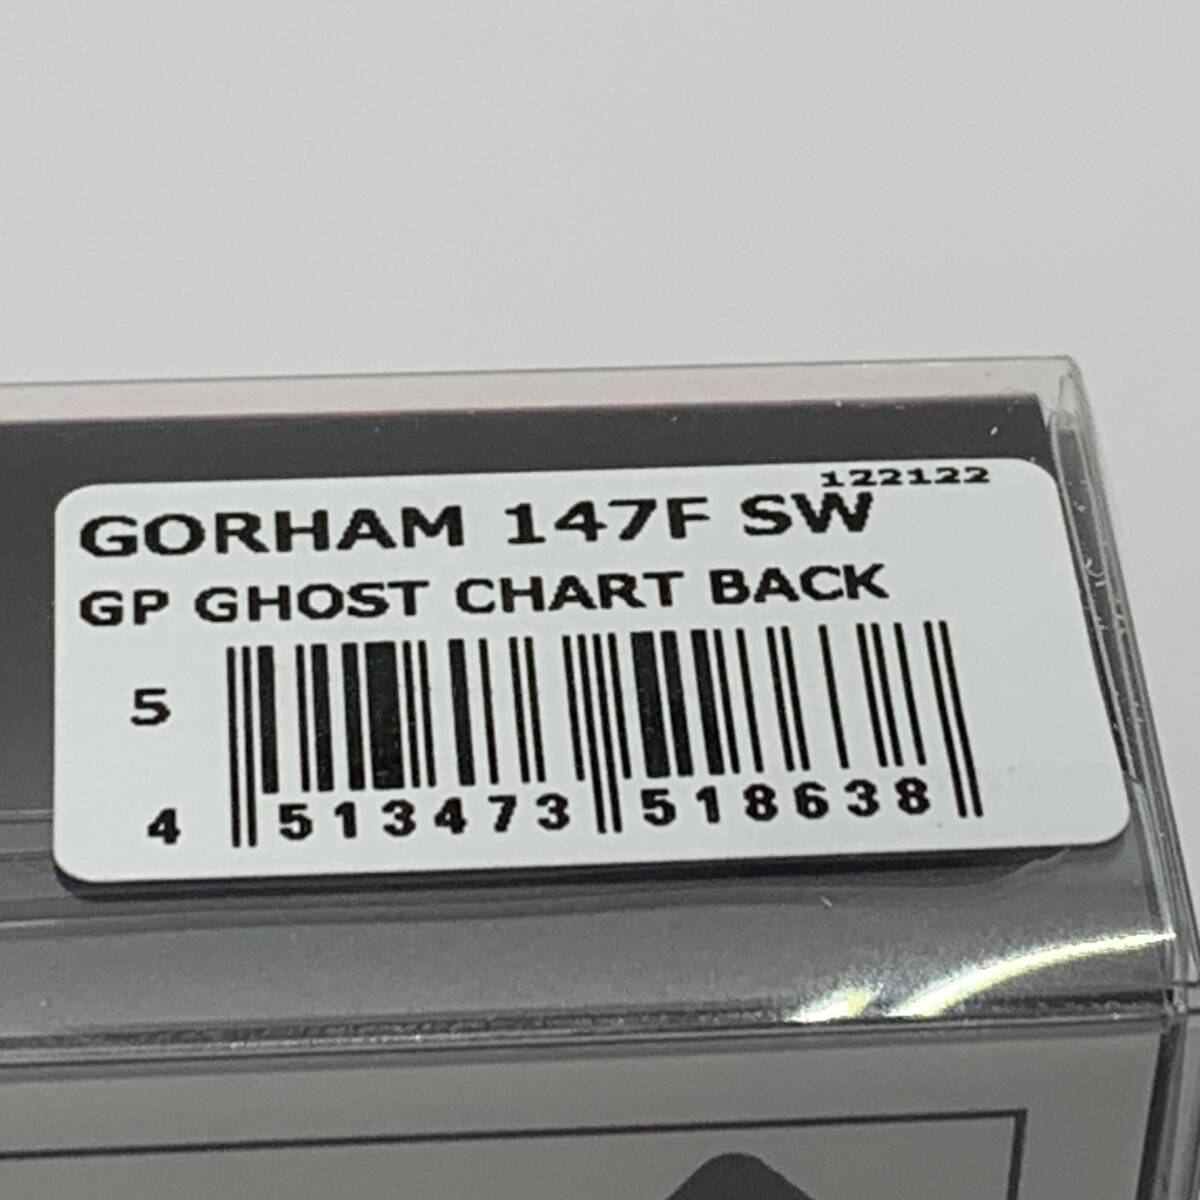 122122
GORHAM 147F SW
GP GHOST CHART BACK
5
4 513473 518638